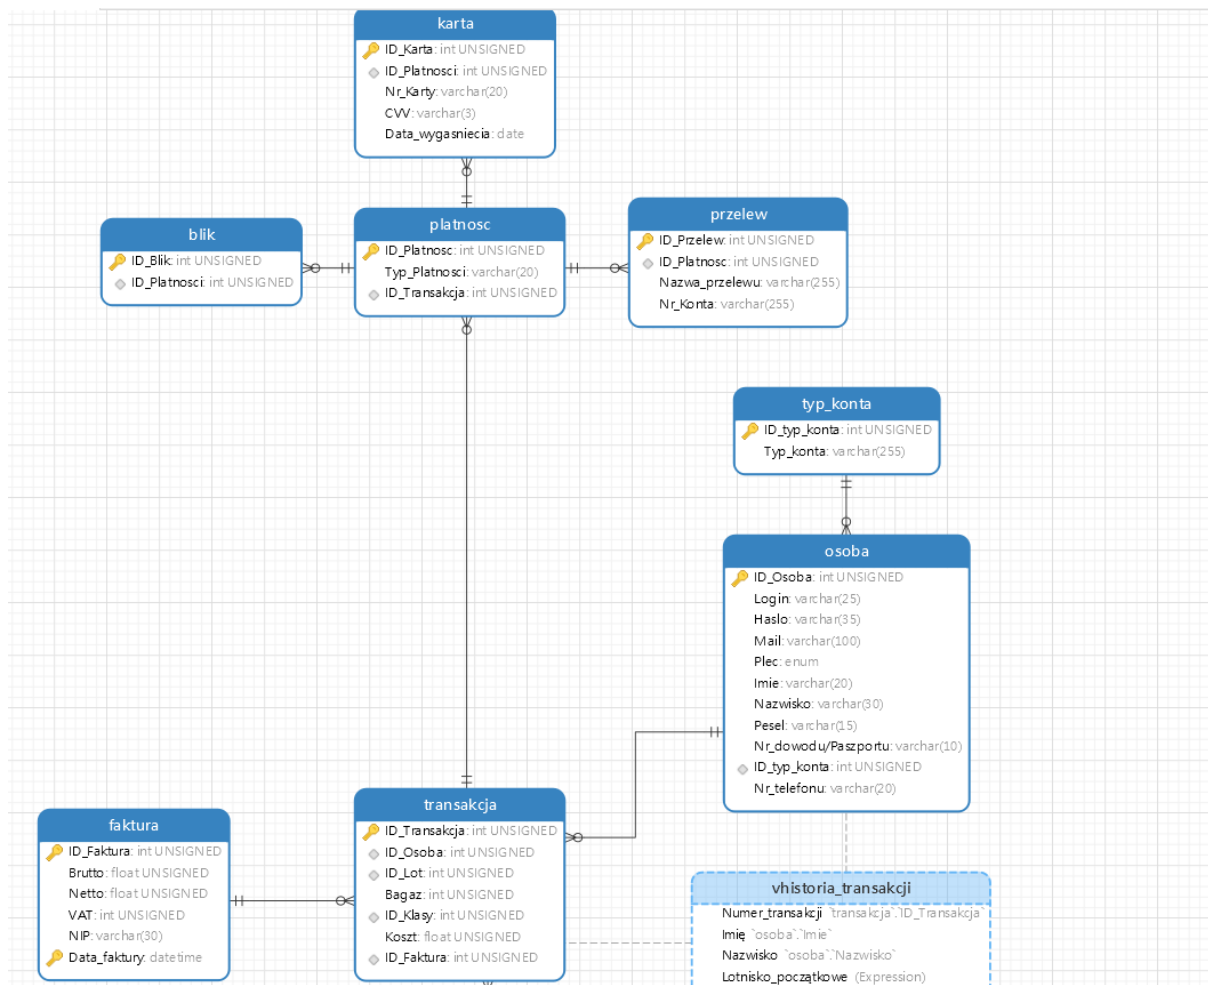 karta
ID_Karta: int UNSIGNED
ID_Platnosci: int UNSIGNED
Nr_Karty: varchar(20)
CVV: varchar(3)
Data_wygasniecia: date
blik
ID_Blik: int UNSIGNED
ID_Platnosci: int UNSIGNED
platnosc
ID_Platnosc: int UNSIGNED
Typ_Platnosci: varchar(20)
ID_Transakcja: int UNSIGNED
przelew
ID_Przelew: int UNSIGNED
ID_Platnosc: int UNSIGNED
Nazwa_przelewu: varchar(255)
Nr_Konta: varchar(255)
typ_konta
ID_typ_konta: int UNSIGNED
Typ_konta: varchar(255)
osoba
ID_Osoba: int UNSIGNED
Login: varchar(25)
Haslo: varchar(35)
Mail: varchar(100)
Plec: enum
Imie: varchar(20)
Nazwisko: varchar(30)
Pesel: varchar(15)
Nr_dowodu/Paszportu: varchar(10)
ID_typ_konta: int UNSIGNED
Nr_telefonu: varchar(20)
faktura
ID_Faktura: int UNSIGNED
Brutto: float UNSIGNED
Netto: float UNSIGNED
VAT: int UNSIGNED
NIP: varchar(30)
Data_faktury: datetime
transakcja
ID_Transakcja: int UNSIGNED
ID_Osoba: int UNSIGNED
ID_Lot: int UNSIGNED
Bagaz: int UNSIGNED
ID_Klasy: int UNSIGNED
Koszt: float UNSIGNED
ID_Faktura: int UNSIGNED
vhistoria_transakcji
Numer_transakcji `transakcja`.`ID_Transakcja`
Imię `osoba`.`Imie`
Nazwisko `osoba`.`Nazwisko`
Lotnisko_początkowe (Expression)